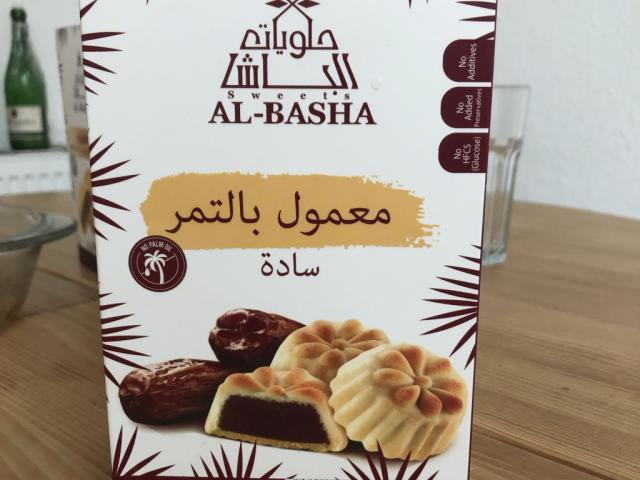 حلويات
الباشا
Sweets
AL-BASHA
No
Additives
No
Added
Preservatives
No
HFCS
(Glucose)
معمول بالتمر
NO PALM OIL
سادة